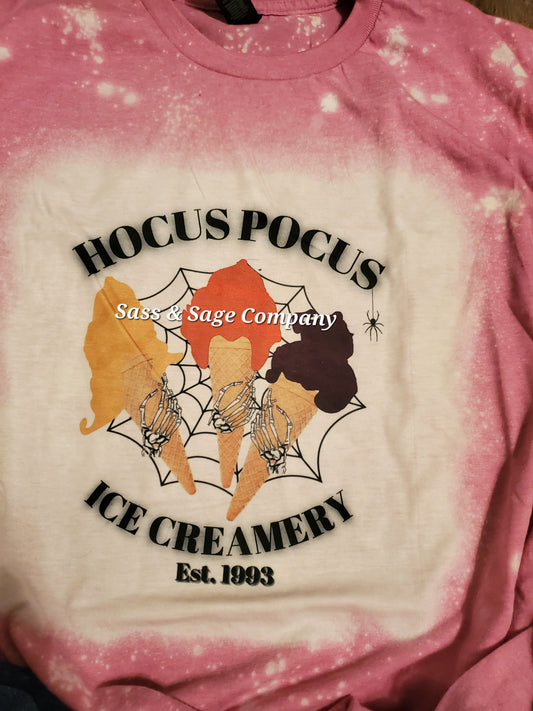 HOCUS POCUS
Sass & Sage Company
ICE CREAMERY
Est. 1993